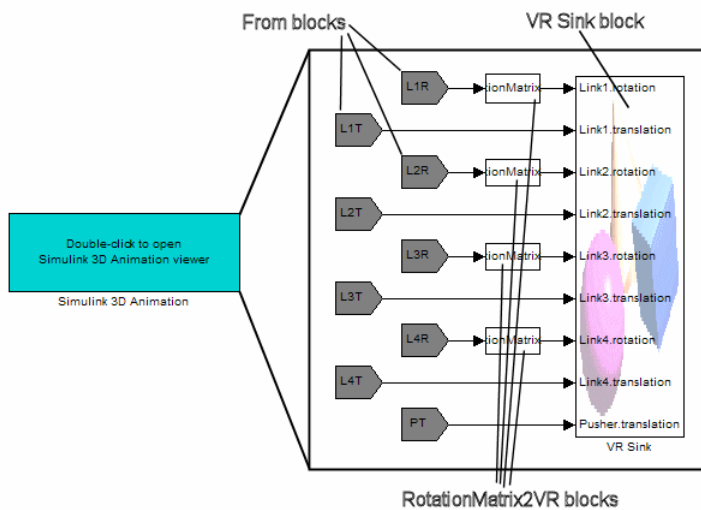 From blocks
VR Sink block
L1R
ionMatrix
Link1.rotation
L1T
Link1.translation
L2R
ionMatrix
Link2.rotation
L2T
Link2.translation
Double-click to open
Simulink 3D Animation viewer
Simulink 3D Animation
L3R
ionMatrix
Link3.rotation
L3T
Link3.translation
L4R
ionMatrix
Link4.rotation
L4T
Link4.translation
PT
Pusher.translation
VR Sink
RotationMatrix2VR blocks